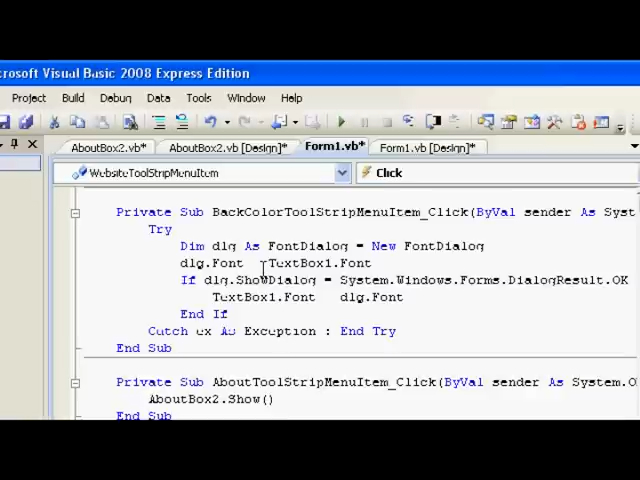 crosoft Visual Basic 2008 Express Edition
Project Build Debug Data Tools Window Help
AboutBox2.vb* AboutBox2.vb [Design]* Form1.vb* Form1.vb [Design]*
WebsiteToolStripMenuItem Click
Private Sub BackColorToolStripMenuItem_Click(ByVal sender As Syst
Try
Dim dlg As FontDialog = New FontDialog
dlg.Font TextBox1.Font
If dlg.ShowDialog = System.Windows.Forms.DialogResult.OK
TextBox1.Font dlg.Font
End If
Catch ex As Exception : End Try
End Sub
Private Sub AboutToolStripMenuItem_Click(ByVal sender As System.O
AboutBox2.Show()
End Sub